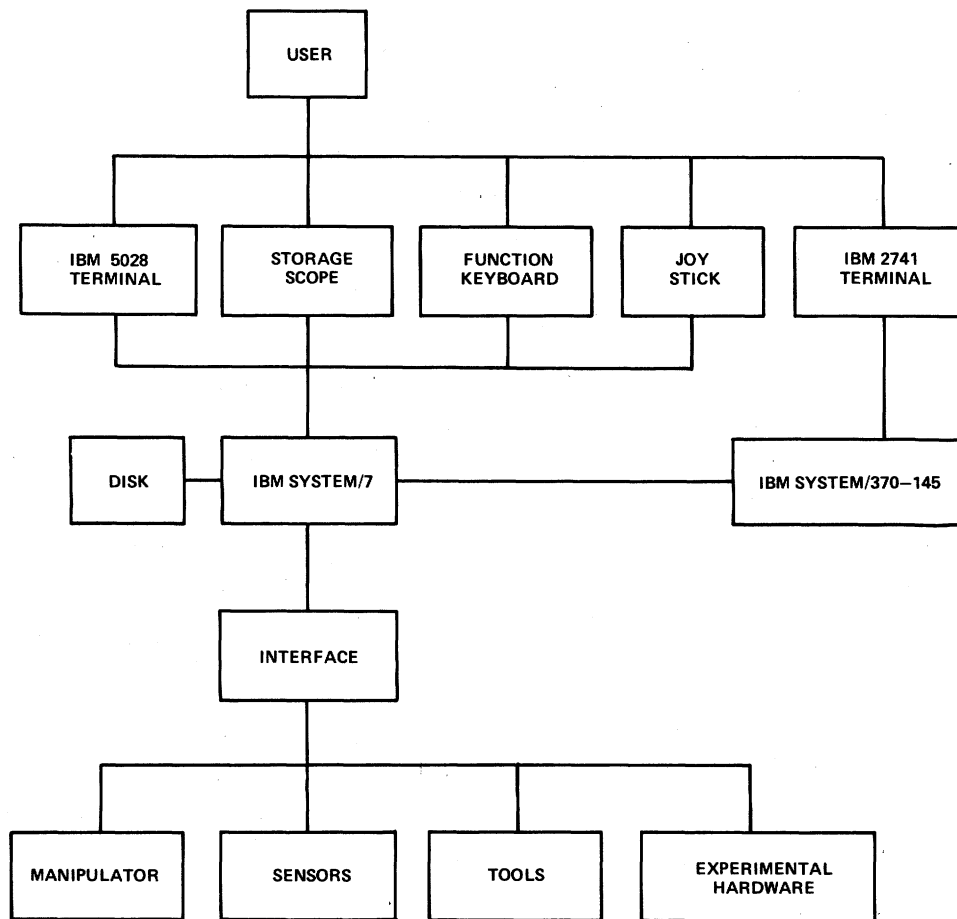 USER
IBM 5028
TERMINAL
STORAGE
SCOPE
FUNCTION
KEYBOARD
JOY
STICK
IBM 2741
TERMINAL
DISK
IBM SYSTEM/7
IBM SYSTEM/370–145
INTERFACE
MANIPULATOR
SENSORS
TOOLS
EXPERIMENTAL
HARDWARE